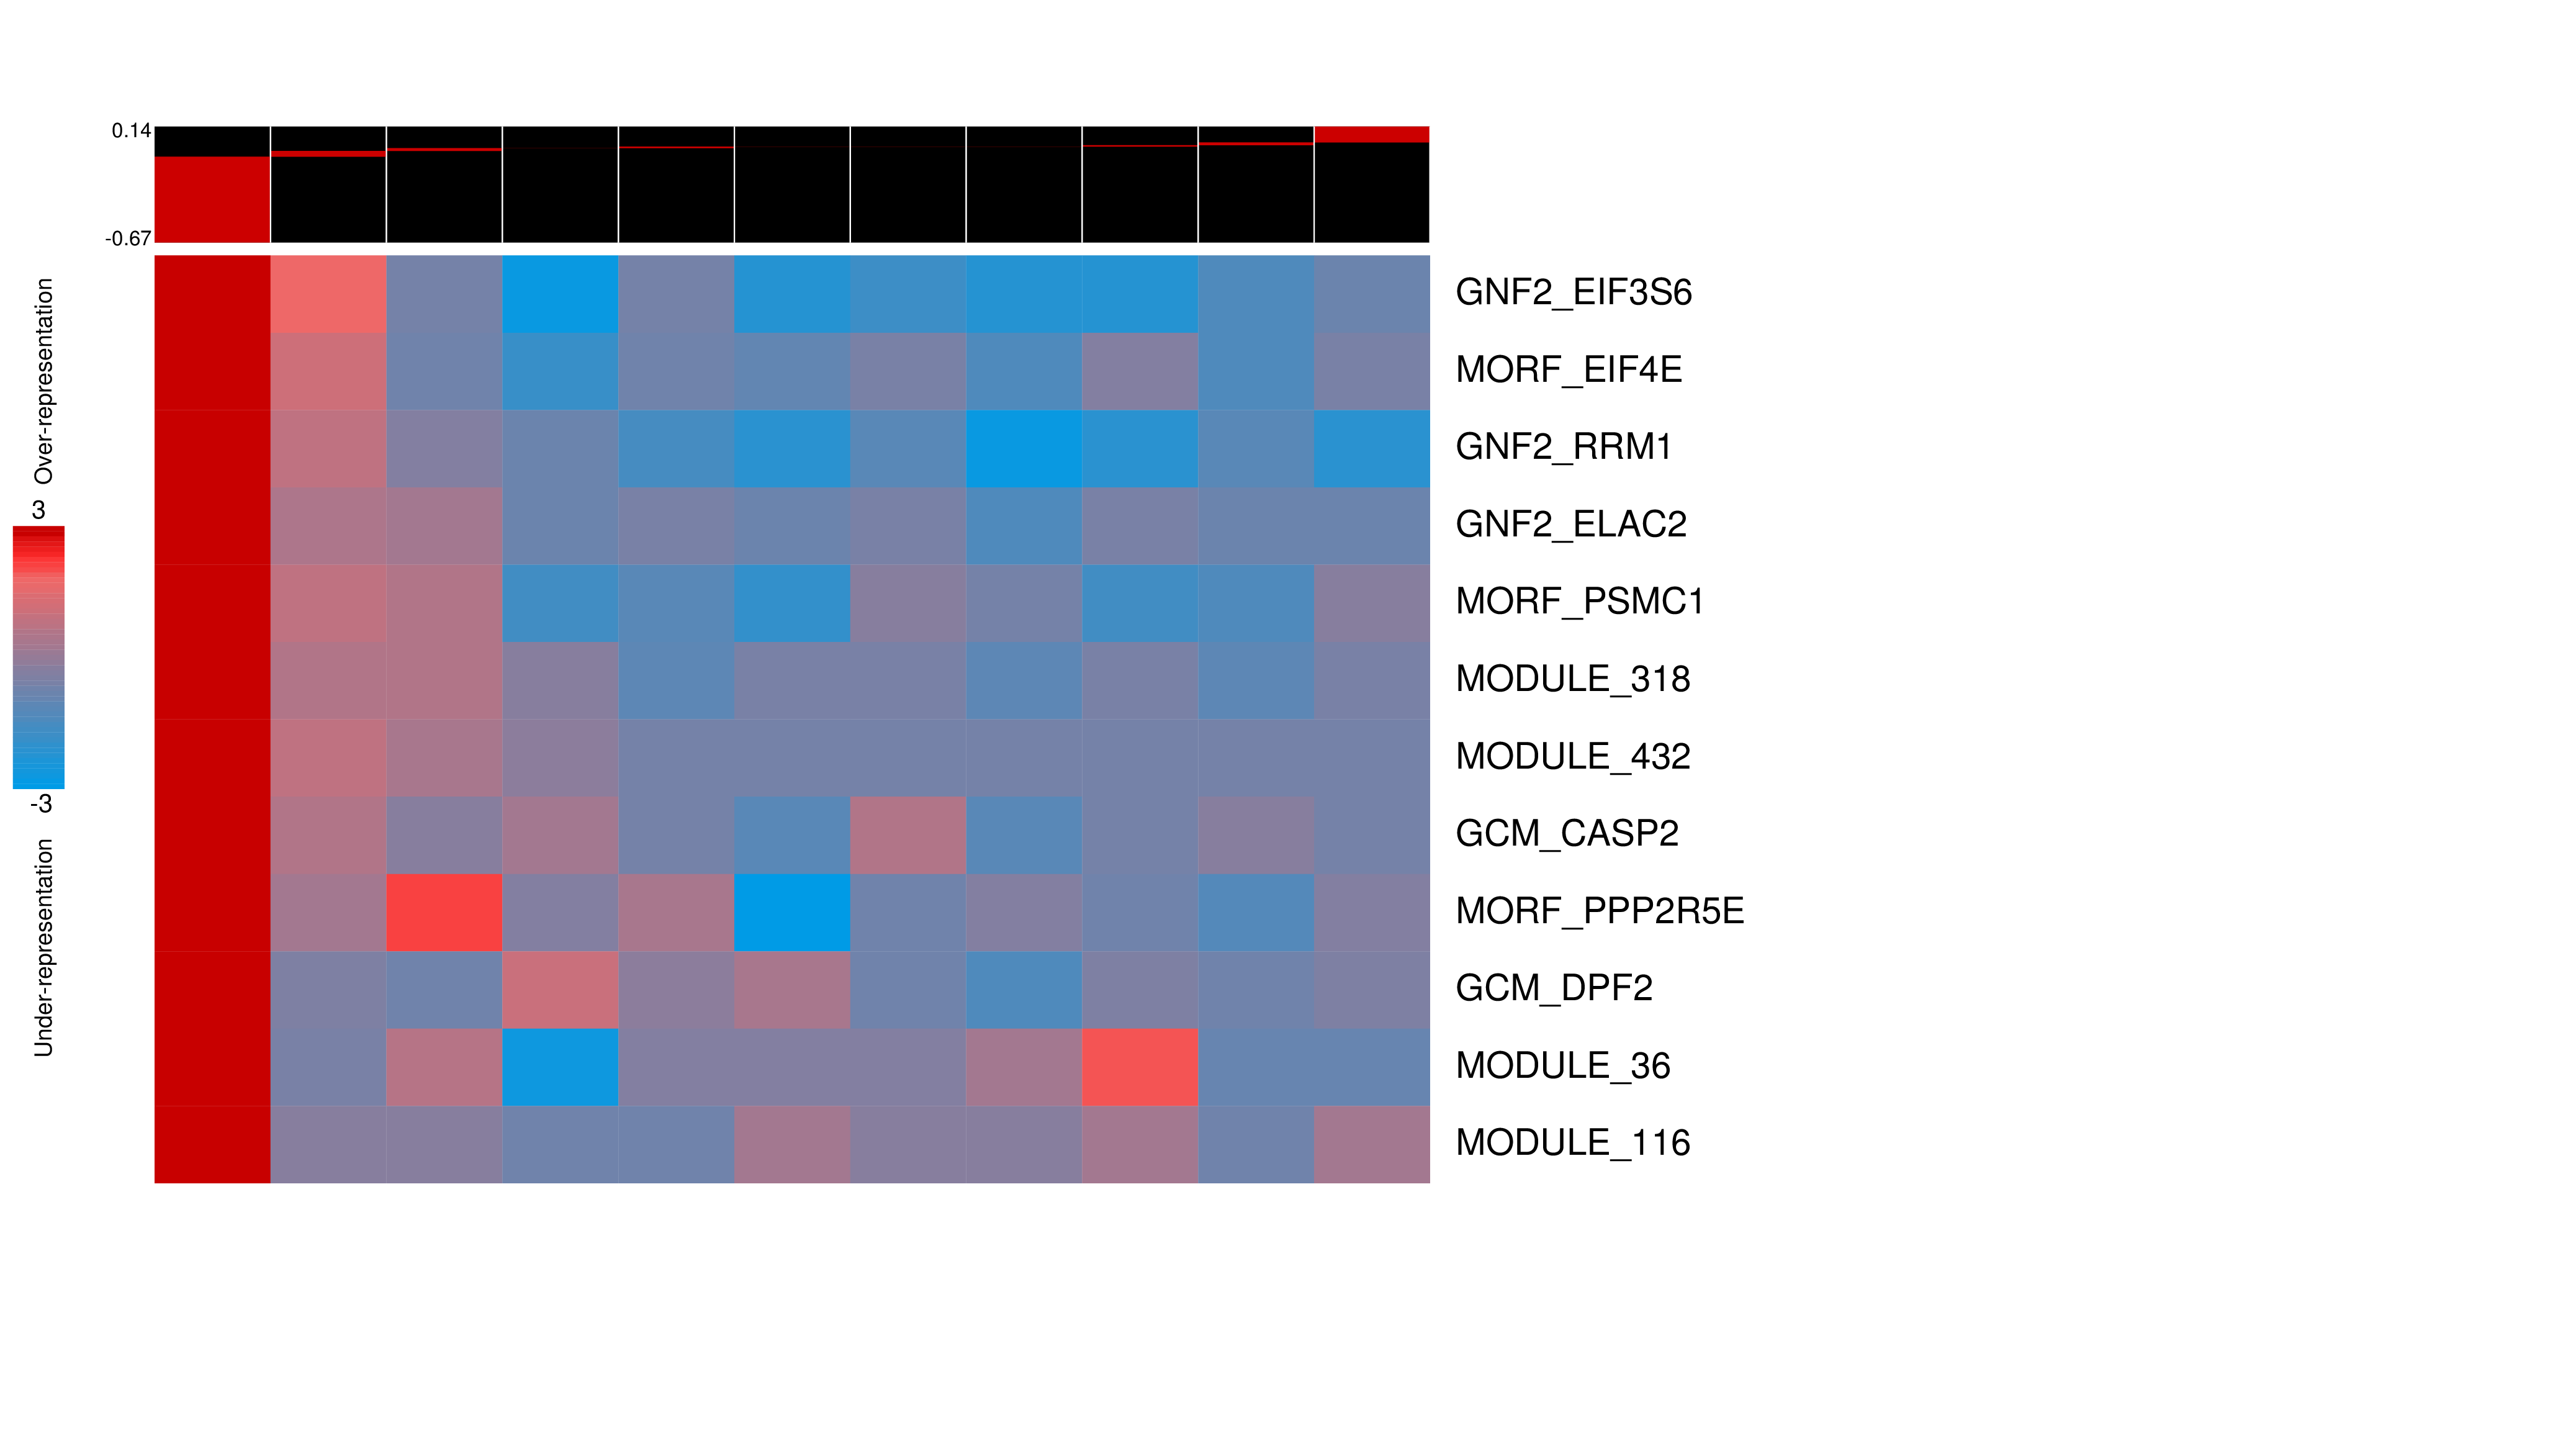 0.14
-0.67
Over-representation
3
-3
Under-representation
GNF2_EIF3S6
MORF_EIF4E
GNF2_RRM1
GNF2_ELAC2
MORF_PSMC1
MODULE_318
MODULE_432
GCM_CASP2
MORF_PPP2R5E
GCM_DPF2
MODULE_36
MODULE_116